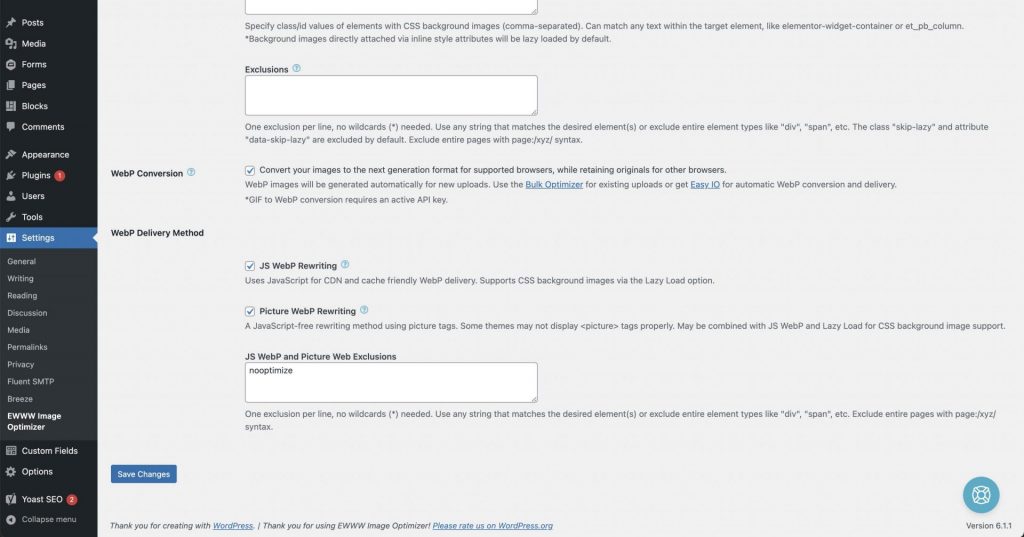 Posts
Media
Forms
Pages
Blocks
Comments
Appearance
Plugins 1
Users
Tools
Settings
General
Writing
Reading
Discussion
Media
Permalinks
Privacy
Fluent SMTP
Breeze
EWWW Image
Optimizer
Custom Fields
Options
Yoast SEO 2
Collapse menu
Specify class/id values of elements with CSS background images (comma-separated). Can match any text within the target element, like elementor-widget-container or et_pb_column.
*Background images directly attached via inline style attributes will be lazy loaded by default.
Exclusions ?
One exclusion per line, no wildcards (*) needed. Use any string that matches the desired element(s) or exclude entire element types like "div", "span", etc. The class "skip-lazy" and attribute
"data-skip-lazy" are excluded by default. Exclude entire pages with page:/xyz/ syntax.
WebP Conversion ?
Convert your images to the next generation format for supported browsers, while retaining originals for other browsers.
WebP images will be generated automatically for new uploads. Use the Bulk Optimizer for existing uploads or get Easy IO for automatic WebP conversion and delivery.
*GIF to WebP conversion requires an active API key.
WebP Delivery Method
JS WebP Rewriting ?
Uses JavaScript for CDN and cache friendly WebP delivery. Supports CSS background images via the Lazy Load option.
Picture WebP Rewriting ?
A JavaScript-free rewriting method using picture tags. Some themes may not display <picture> tags properly. May be combined with JS WebP and Lazy Load for CSS background image support.
JS WebP and Picture Web Exclusions
nooptimize
One exclusion per line, no wildcards (*) needed. Use any string that matches the desired element(s) or exclude entire element types like "div", "span", etc. Exclude entire pages with page:/xyz/
syntax.
Save Changes
Thank you for creating with WordPress. | Thank you for using EWWW Image Optimizer! Please rate us on WordPress.org
Version 6.1.1